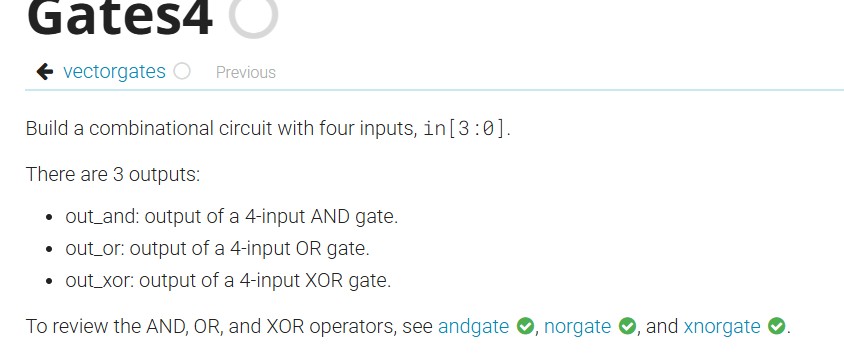 Gates4
vectorgates Previous
Build a combinational circuit with four inputs, in[3:0].
There are 3 outputs:
• out_and: output of a 4-input AND gate.
• out_or: output of a 4-input OR gate.
• out_xor: output of a 4-input XOR gate.
To review the AND, OR, and XOR operators, see andgate , norgate , and xnorgate .